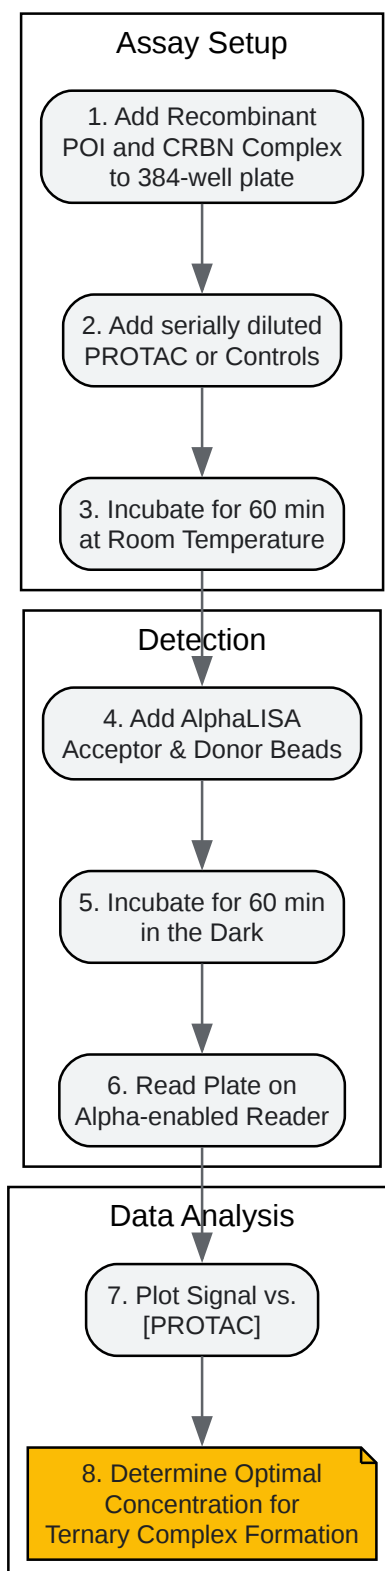 Assay Setup
1. Add Recombinant
POI and CRBN Complex
to 384-well plate
2. Add serially diluted
PROTAC or Controls
3. Incubate for 60 min
at Room Temperature
Detection
4. Add AlphaLISA
Acceptor & Donor Beads
5. Incubate for 60 min
in the Dark
6. Read Plate on
Alpha-enabled Reader
Data Analysis
7. Plot Signal vs.
[PROTAC]
8. Determine Optimal
Concentration for
Ternary Complex Formation